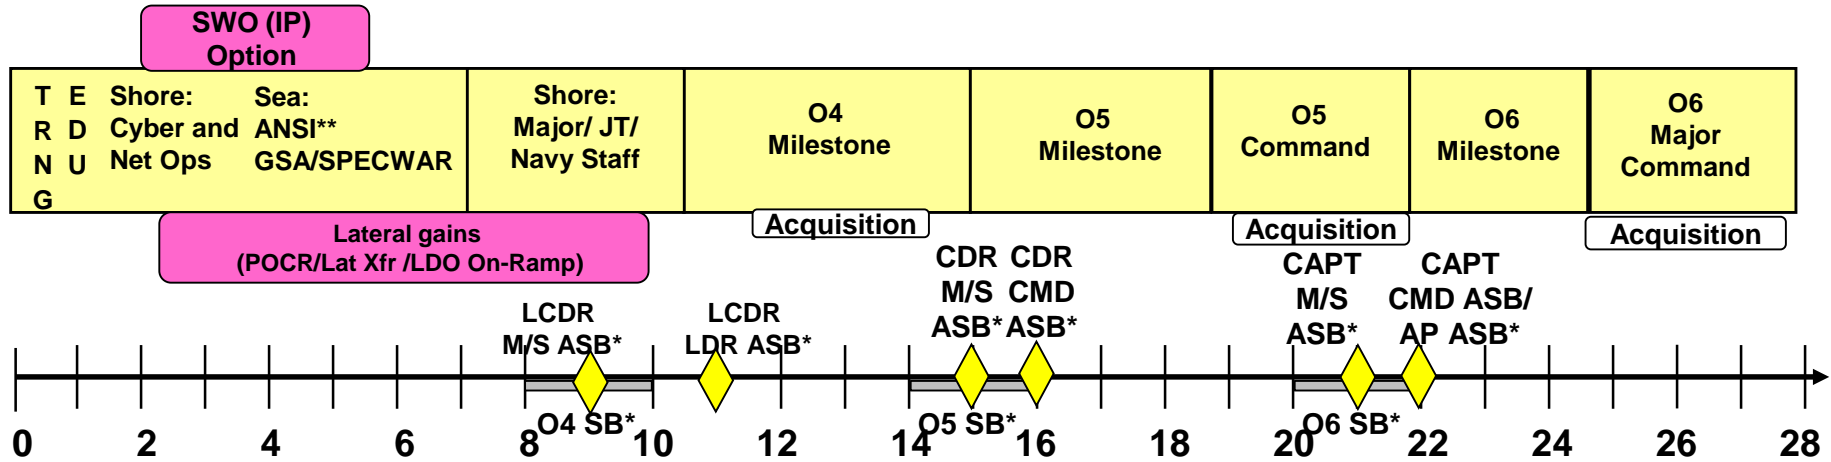 SWO (IP)
Option
T R N G
E D U
Shore:
Cyber and
Net Ops
Sea:
ANSI**
GSA/SPECWAR
Shore:
Major/ JT/
Navy Staff
O4
Milestone
O5
Milestone
O5
Command
O6
Milestone
O6
Major
Command
Lateral gains
(POCR/Lat Xfr /LDO On-Ramp)
Acquisition
Acquisition
Acquisition
LCDR
M/S ASB*
LCDR
LDR ASB*
CDR
M/S
ASB*
CDR
CMD
ASB*
CAPT
M/S
ASB*
CAPT
CMD ASB/
AP ASB*
O4 SB*
O5 SB*
O6 SB*
0 2 4 6 8 10 12 14 16 18 20 22 24 26 28